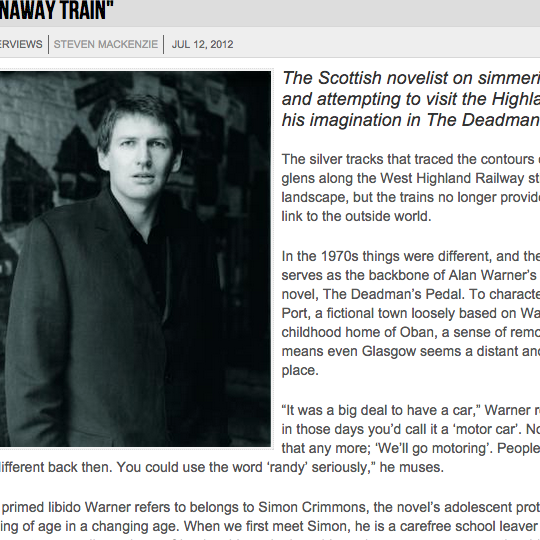 NAWAY TRAIN"
ERVIEWS | STEVEN MACKENZIE | JUL 12, 2012
The Scottish novelist on simmeri
and attempting to visit the Highla
his imagination in The Deadman
The silver tracks that traced the contours
glens along the West Highland Railway st
landscape, but the trains no longer provid
link to the outside world.
In the 1970s things were different, and the
serves as the backbone of Alan Warner's
novel, The Deadman's Pedal. To characte
Port, a fictional town loosely based on Wa
childhood home of Oban, a sense of remo
means even Glasgow seems a distant and
place.
“It was a big deal to have a car,” Warner r
in those days you’d call it a ‘motor car’. No
that any more; ‘We’ll go motoring’. People
ifferent back then. You could use the word ‘randy’ seriously,” he muses.
primed libido Warner refers to belongs to Simon Crimmons, the novel’s adolescent prot
ing of age in a changing age. When we first meet Simon, he is a carefree school leaver